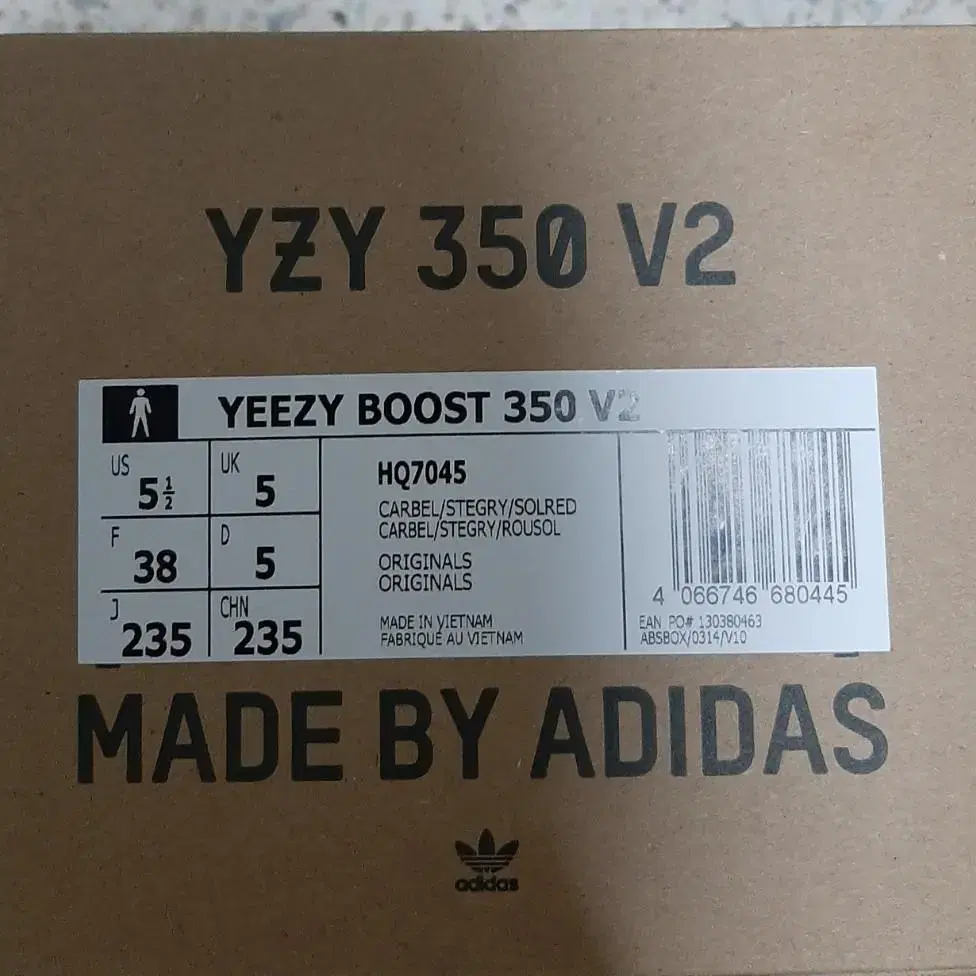 YZY 350 V2
YEEZY BOOST 350 V2
US 5½ UK 5
F 38 D 5
J 235 CHN 235
HQ7045
CARBEL/STEGRY/SOLRED
CARBEL/STEGRY/ROUSOL
ORIGINALS
ORIGINALS
MADE IN VIETNAM
FABRIQUÉ AU VIETNAM
4 066746 680445
EAN PO# 130380463
ABSBOX/0314/V10
MADE BY ADIDAS
adidas